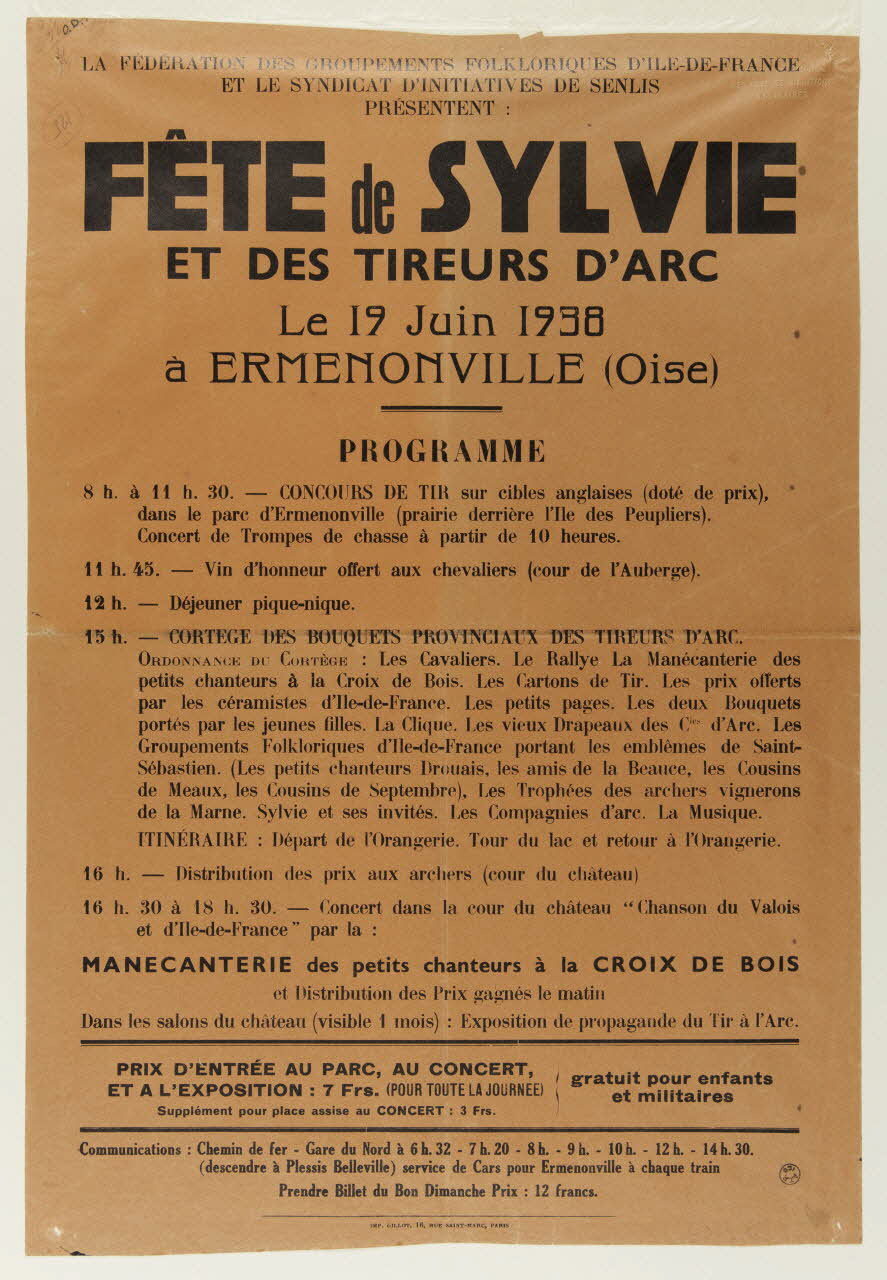 LA FÉDÉRATION DES GROUPEMENTS FOLKLORIQUES D'ILE-DE-FRANCE
ET LE SYNDICAT D'INITIATIVES DE SENLIS
PRÉSENTENT :
FÊTE de SYLVIE
ET DES TIREURS D'ARC
Le 19 Juin 1938
à ERMENONVILLE (Oise)
PROGRAMME
8 h. à 11 h. 30. — CONCOURS DE TIR sur cibles anglaises (doté de prix),
dans le parc d'Ermenonville (prairie derrière l'Ile des Peupliers).
Concert de Trompes de chasse à partir de 10 heures.
11 h. 45. — Vin d'honneur offert aux chevaliers (cour de l'Auberge).
12 h. — Déjeuner pique-nique.
15 h. — CORTEGE DES BOUQUETS PROVINCIAUX DES TIREURS D'ARC.
ORDONNANCE DU CORTÈGE : Les Cavaliers. Le Rallye La Manécanterie des
petits chanteurs à la Croix de Bois. Les Cartons de Tir. Les prix offerts
par les céramistes d'Ile-de-France. Les petits pages. Les deux Bouquets
portés par les jeunes filles. La Clique. Les vieux Drapeaux des Cies d'Arc. Les
Groupements Folkloriques d'Ile-de-France portant les emblèmes de Saint-
Sébastien. (Les petits chanteurs Drouais, les amis de la Beauce, les Cousins
de Meaux, les Cousins de Septembre), Les Trophées des archers vignerons
de la Marne. Sylvie et ses invités. Les Compagnies d'arc. La Musique.
ITINÉRAIRE : Départ de l'Orangerie. Tour du lac et retour à l'Orangerie.
16 h. — Distribution des prix aux archers (cour du château)
16 h. 30 à 18 h. 30. — Concert dans la cour du château "Chanson du Valois
et d'Ile-de-France" par la :
MANECANTERIE des petits chanteurs à la CROIX DE BOIS
et Distribution des Prix gagnés le matin
Dans les salons du château (visible 1 mois) : Exposition de propagande du Tir à l'Arc.
PRIX D'ENTRÉE AU PARC, AU CONCERT,
ET A L'EXPOSITION : 7 Frs. (POUR TOUTE LA JOURNEE)
Supplément pour place assise au CONCERT : 3 Frs.
gratuit pour enfants
et militaires
Communications : Chemin de fer - Gare du Nord à 6 h. 32 - 7 h. 20 - 8 h. - 9 h. - 10 h. - 12 h. - 14 h. 30.
(descendre à Plessis Belleville) service de Cars pour Ermenonville à chaque train
Prendre Billet du Bon Dimanche Prix : 12 francs.
IMP. GILLOT, 16, RUE SAINT-MARC, PARIS